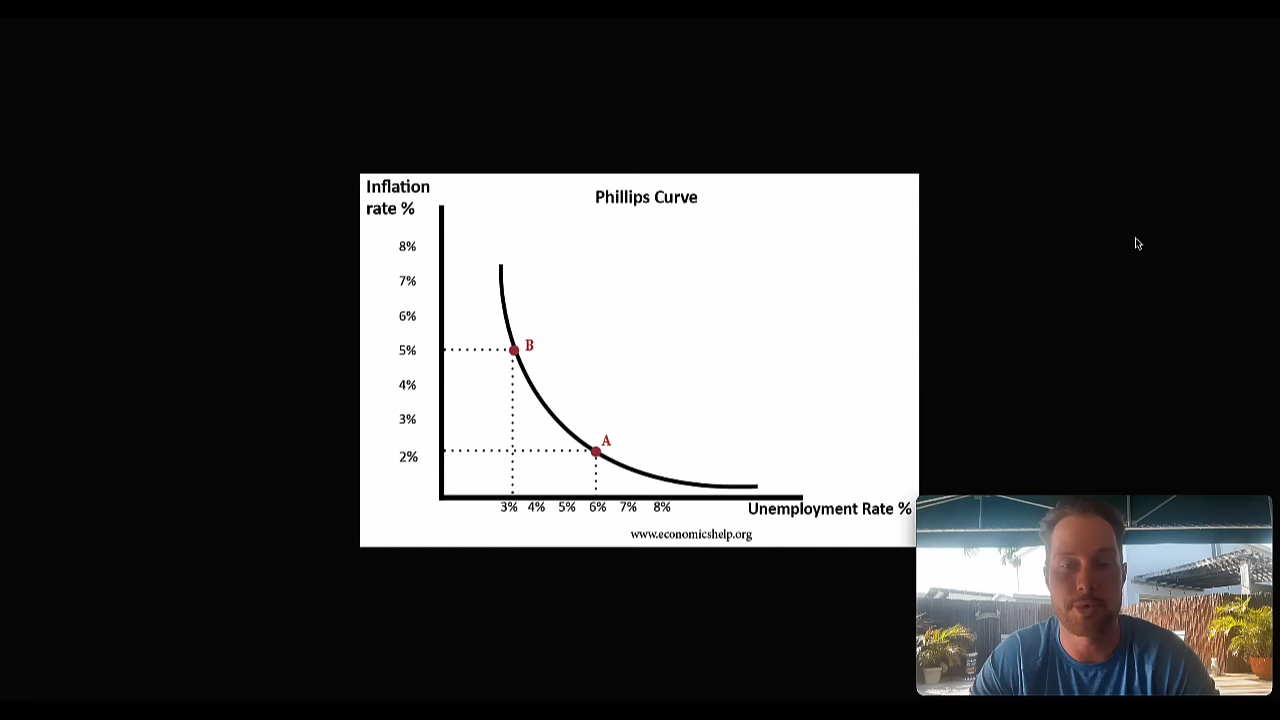 Inflation
rate %
Phillips Curve
8%
7%
6%
5%
B
4%
3%
A
2%
3% 4% 5% 6% 7% 8%
Unemployment Rate %
www.economicshelp.org